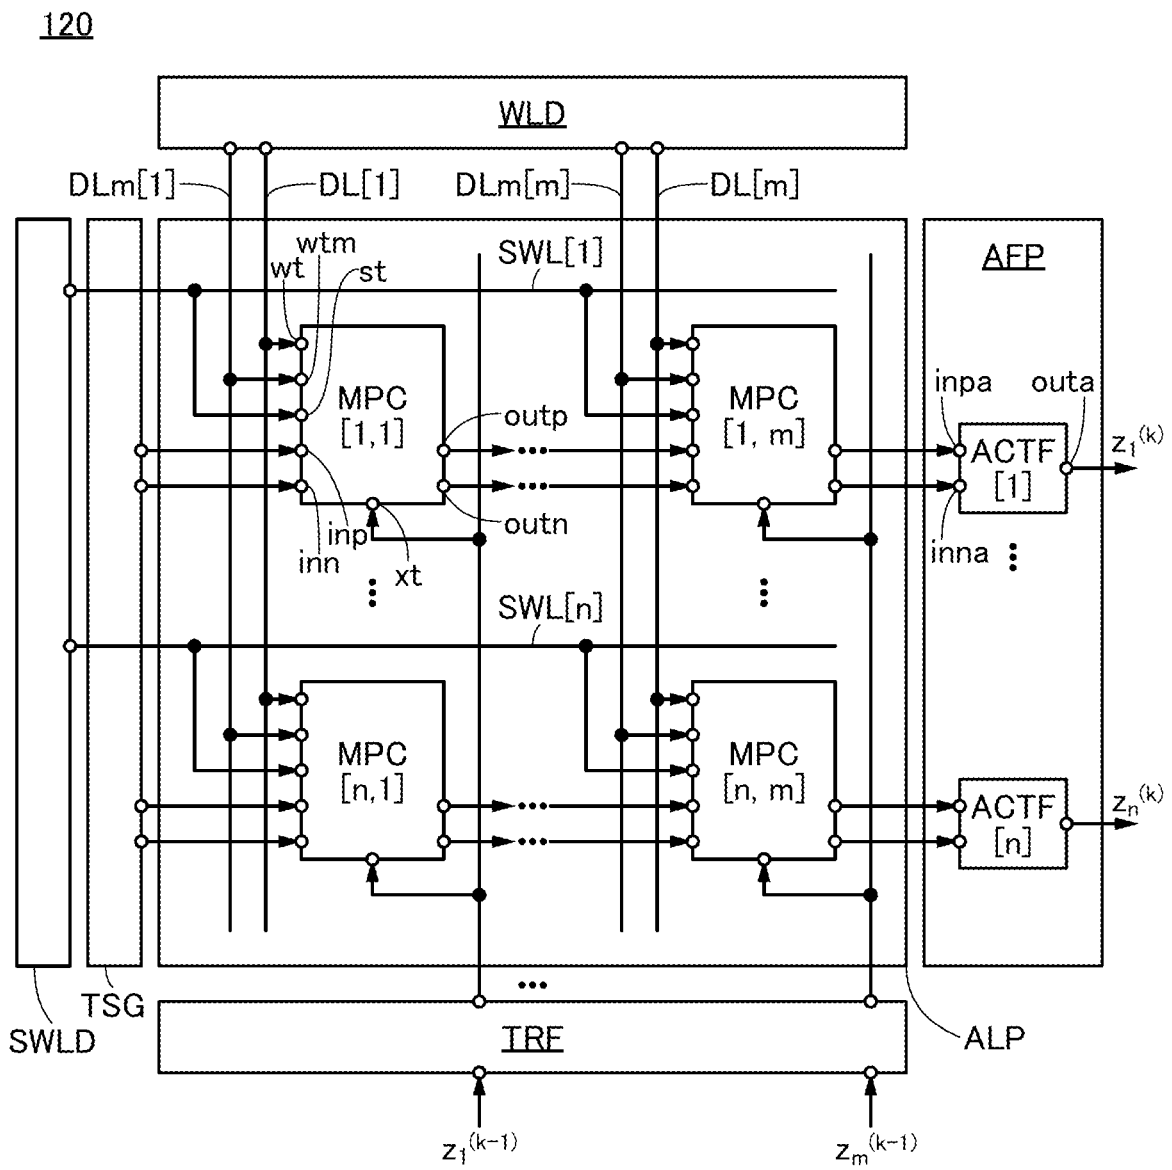 120
WLD
DLm[1] DL[1] DLm[m] DL[m]
wtm
wt st SWL[1] AFP
MPC [1,1]
MPC [1, m]
inpa outa
outp
ACTF [1]
z₁⁽ᵏ⁾
outn
inp
inn
xt
inna
SWL[n]
MPC [n,1]
MPC [n, m]
ACTF [n]
zₙ⁽ᵏ⁾
TSG
SWLD
TRF
ALP
z₁⁽ᵏ⁻¹⁾ zₘ⁽ᵏ⁻¹⁾